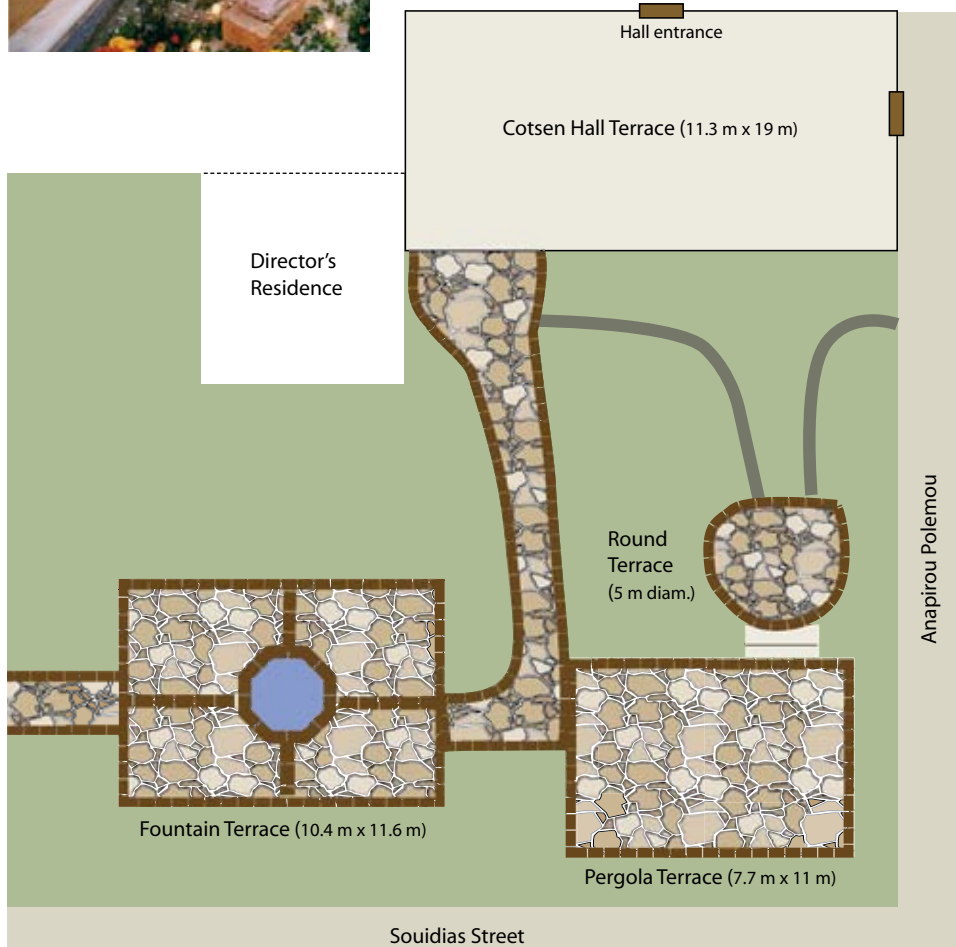 Hall entrance
Cotsen Hall Terrace (11.3 m x 19 m)
Director’s
Residence
Round
Terrace
(5 m diam.)
Anapirou Polemou
Fountain Terrace (10.4 m x 11.6 m)
Pergola Terrace (7.7 m x 11 m)
Souidias Street